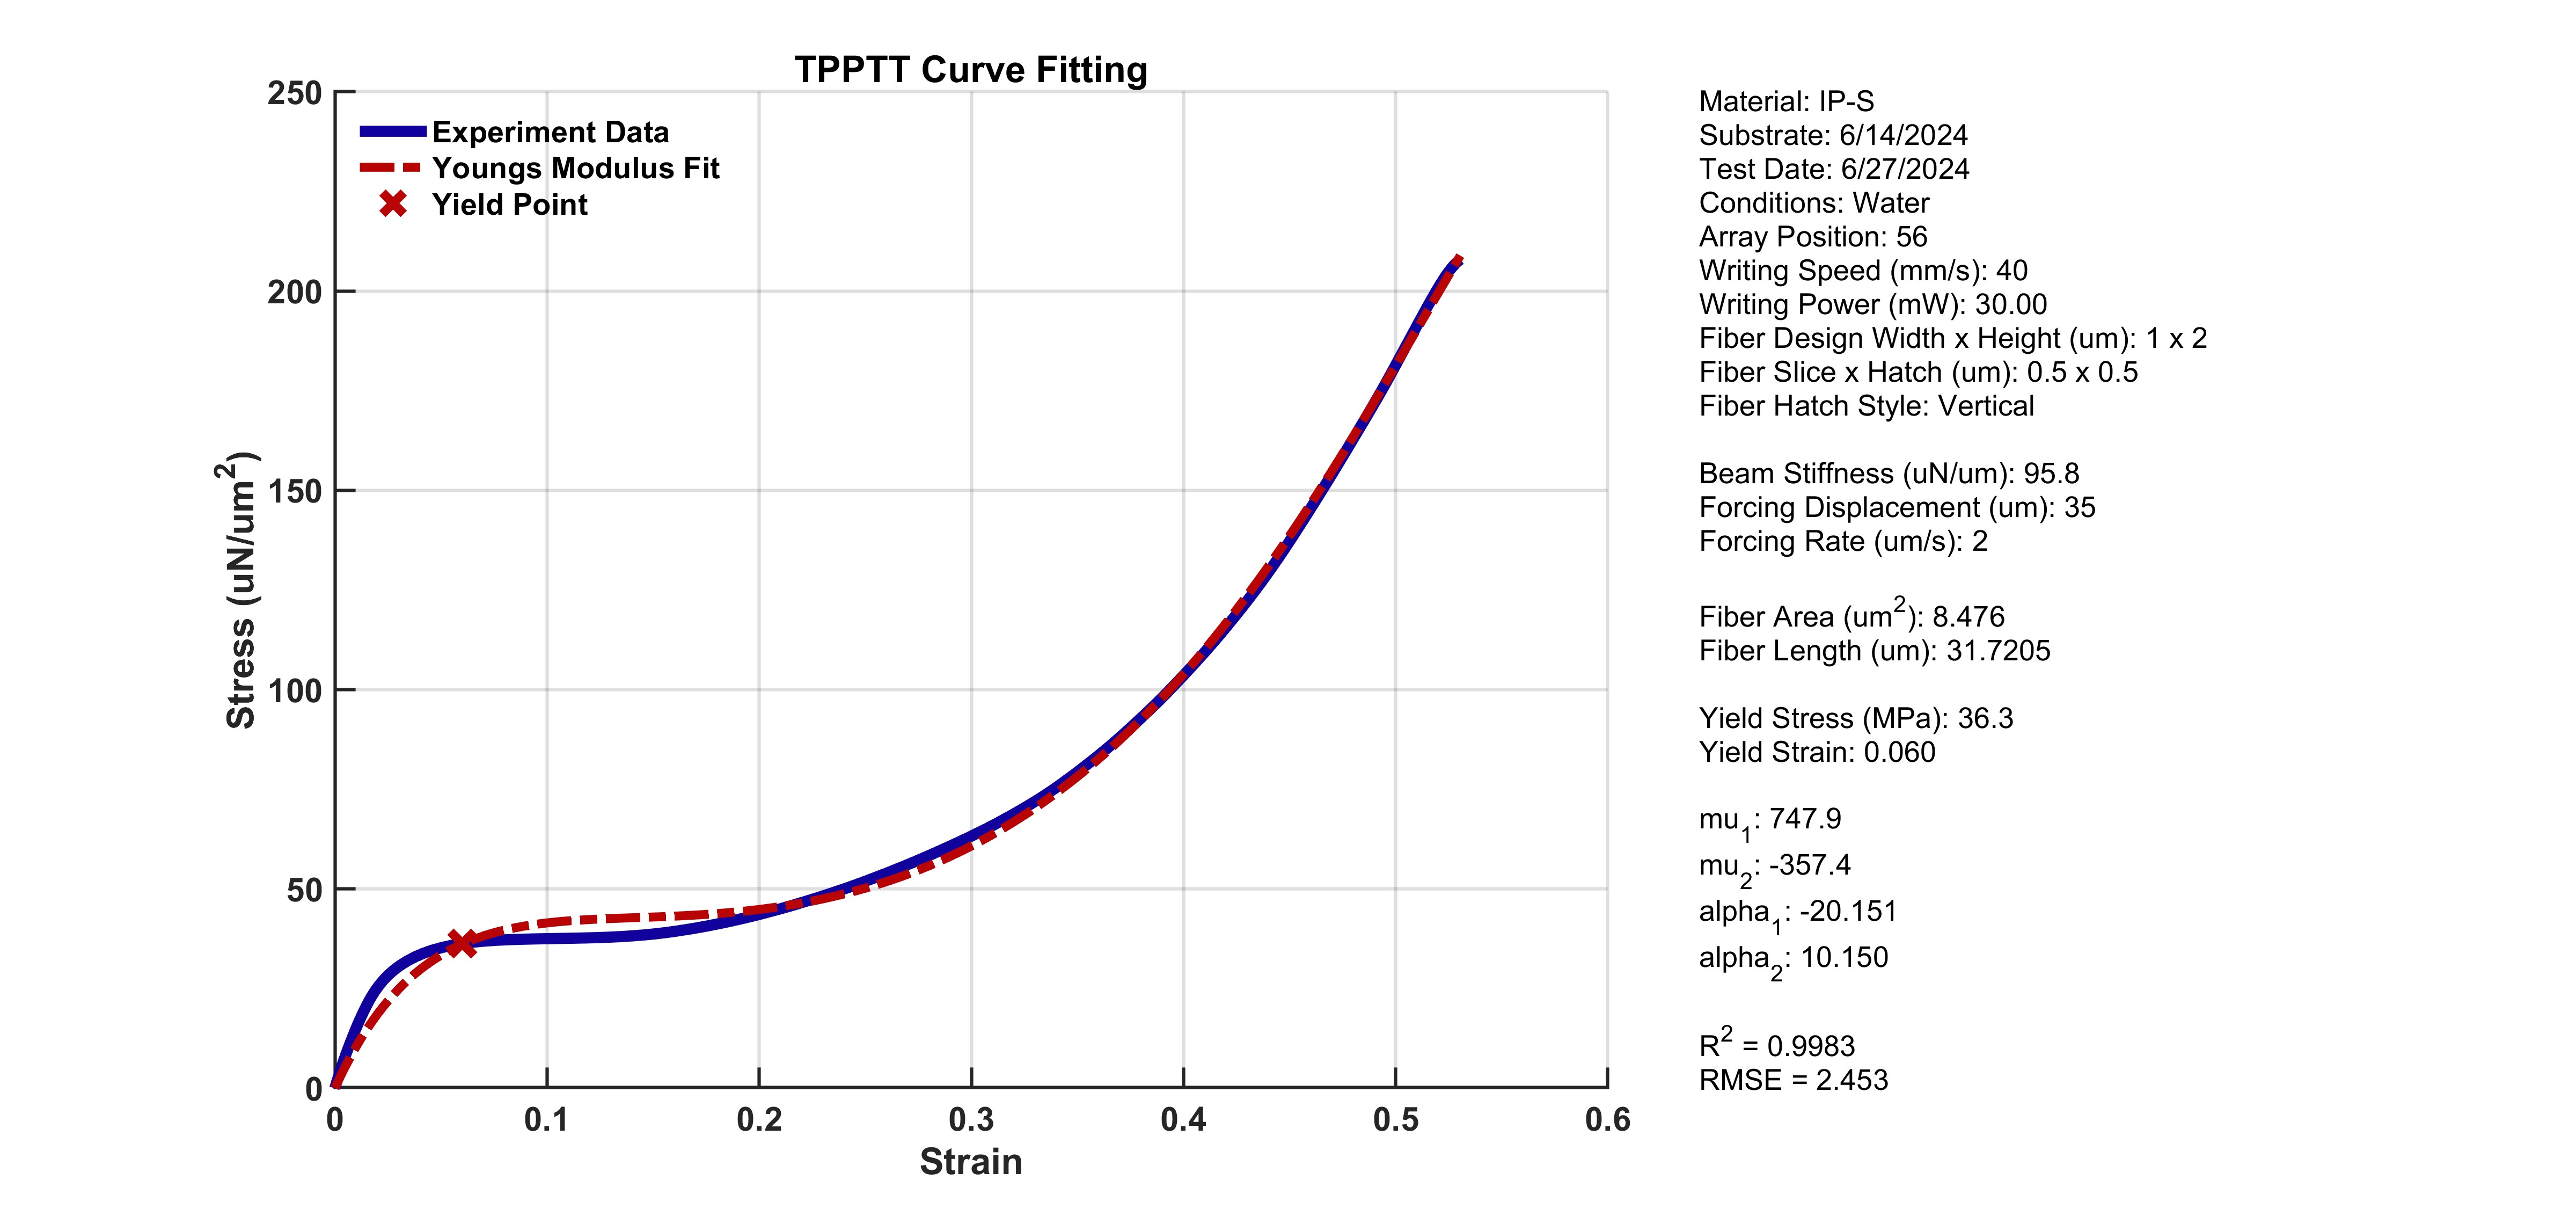 TPPTT Curve Fitting
Experiment Data
Youngs Modulus Fit
Yield Point
Stress (uN/um²)
250
200
150
100
50
0
0 0.1 0.2 0.3 0.4 0.5 0.6
Strain
Material: IP-S
Substrate: 6/14/2024
Test Date: 6/27/2024
Conditions: Water
Array Position: 56
Writing Speed (mm/s): 40
Writing Power (mW): 30.00
Fiber Design Width x Height (um): 1 x 2
Fiber Slice x Hatch (um): 0.5 x 0.5
Fiber Hatch Style: Vertical
Beam Stiffness (uN/um): 95.8
Forcing Displacement (um): 35
Forcing Rate (um/s): 2
Fiber Area (um²): 8.476
Fiber Length (um): 31.7205
Yield Stress (MPa): 36.3
Yield Strain: 0.060
mu₁: 747.9
mu₂: -357.4
alpha₁: -20.151
alpha₂: 10.150
R² = 0.9983
RMSE = 2.453